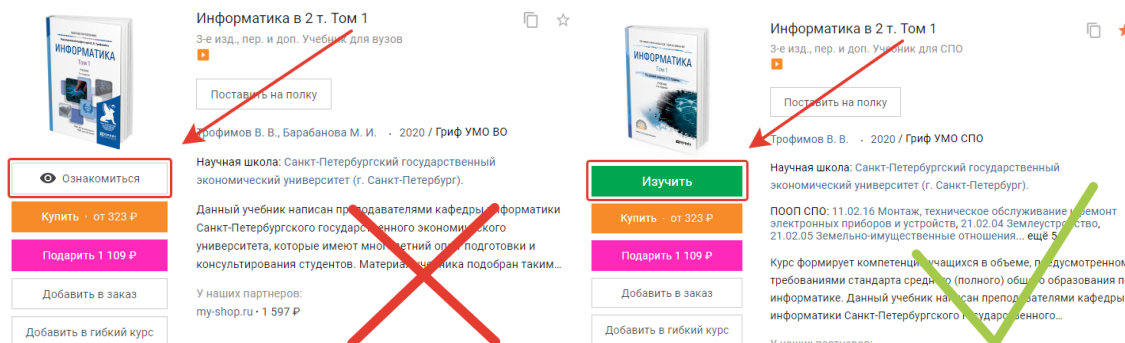 Информатика в 2 т. Том 1
3-е изд., пер. и доп. Учебник для вузов
Поставить на полку
Трофимов В. В., Барабанова М. И. · 2020 / Гриф УМО ВО
Научная школа: Санкт-Петербургский государственный
экономический университет (г. Санкт-Петербург).
Данный учебник написан преподавателями кафедры информатики
Санкт-Петербургского государственного экономического
университета, которые имеют многолетний опыт подготовки и
консультирования студентов. Материал учебника подобран таким...
У наших партнеров:
my-shop.ru · 1 597 ₽
ИНФОРМАТИКА
Том 1
Ознакомиться
Купить · от 323 ₽
Подарить 1 109 ₽
Добавить в заказ
Добавить в гибкий курс
Информатика в 2 т. Том 1
3-е изд., пер. и доп. Учебник для СПО
Поставить на полку
Трофимов В. В. · 2020 / Гриф УМО СПО
Научная школа: Санкт-Петербургский государственный
экономический университет (г. Санкт-Петербург).
ПООП СПО: 11.02.16 Монтаж, техническое обслуживание и ремонт
электронных приборов и устройств, 21.02.04 Землеустройство,
21.02.05 Земельно-имущественные отношения... ещё 5
Курс формирует компетенции учащихся в объеме, предусмотренном
требованиями стандарта среднего (полного) общего образования п
информатике. Данный учебник написан преподавателями кафедры
информатики Санкт-Петербургского государственного...
ИНФОРМАТИКА
Том 1
Изучить
Купить · от 323 ₽
Подарить 1 109 ₽
Добавить в заказ
Добавить в гибкий курс